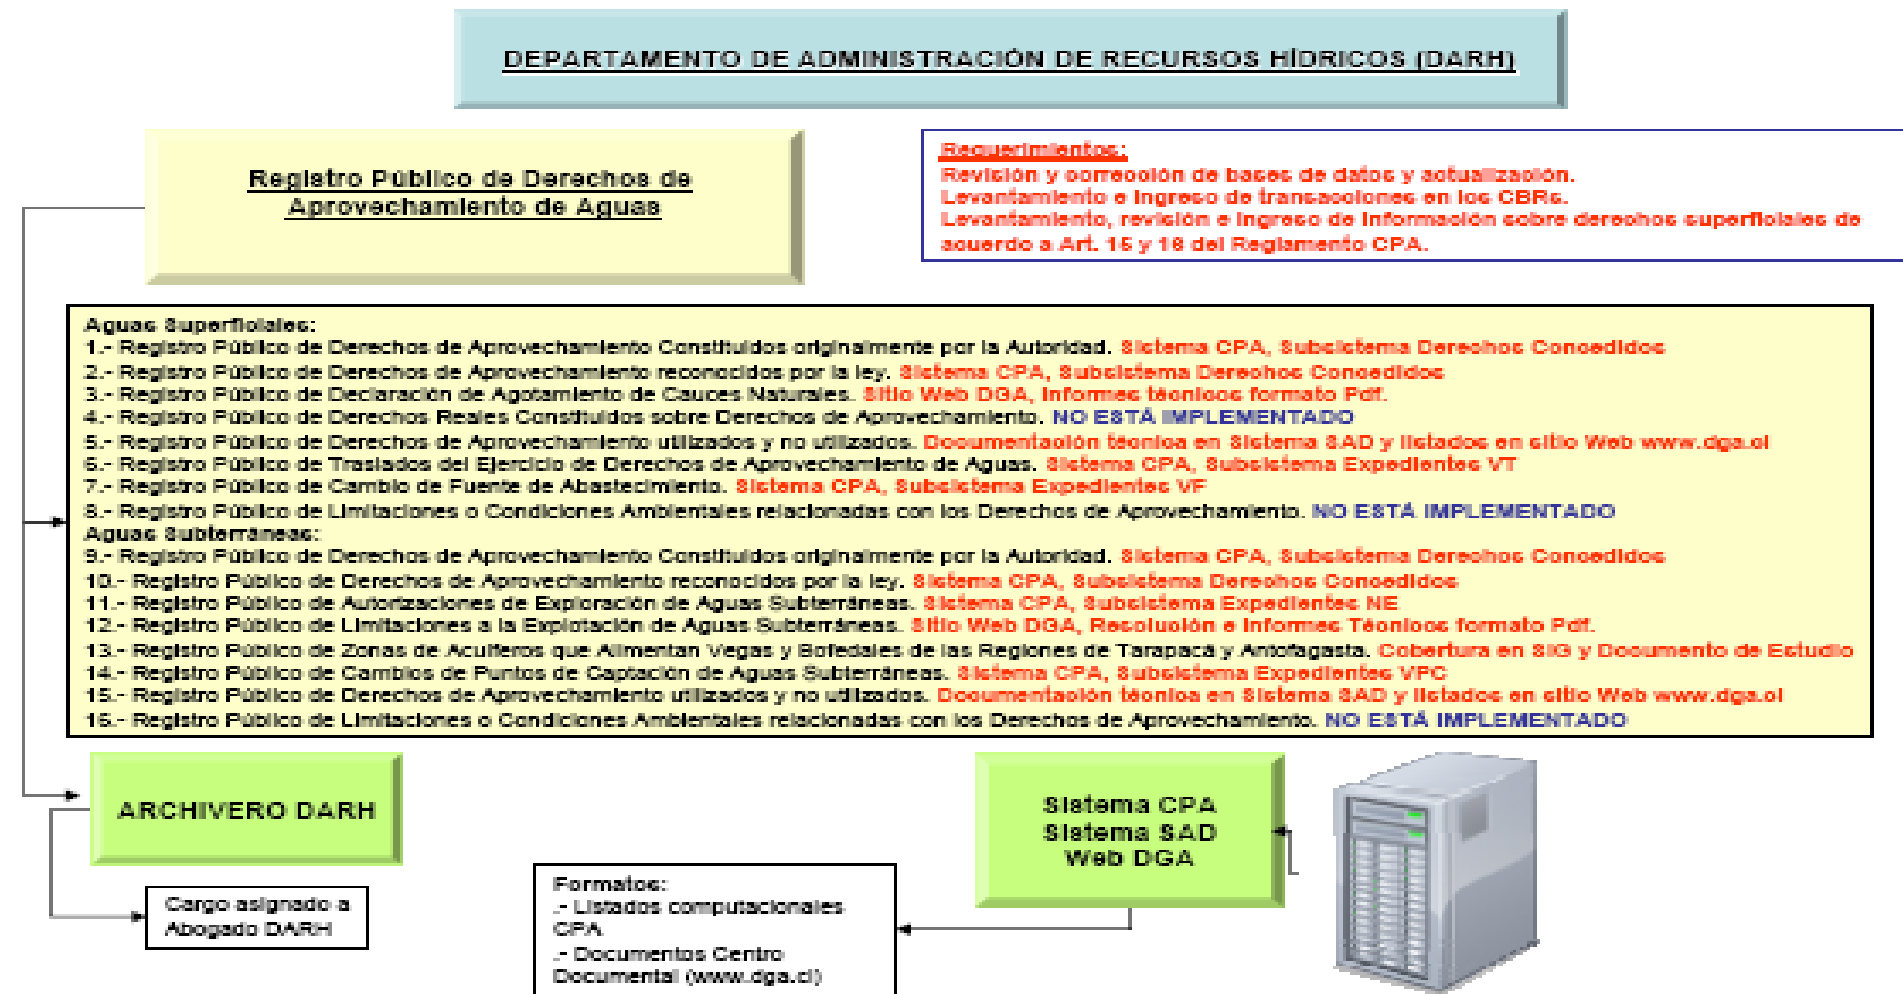 DEPARTAMENTO DE ADMINISTRACIÓN DE RECURSOS HÍDRICOS (DARH)
Registro Público de Derechos de
Aprovechamiento de Aguas
Requerimientos:
Revisión y corrección de bases de datos y actualización.
Levantamiento e Ingreso de transacciones en los CBRs.
Levantamiento, revisión e Ingreso de Información sobre derechos superficiales de
acuerdo a Art. 15 y 16 del Reglamento CPA.
Aguas Superficiales:
1.- Registro Público de Derechos de Aprovechamiento Constituidos originalmente por la Autoridad. Sistema CPA, Subsistema Derechos Concedidos
2.- Registro Público de Derechos de Aprovechamiento reconocidos por la ley. Sistema CPA, Subsistema Derechos Concedidos
3.- Registro Público de Declaración de Agotamiento de Cauces Naturales. Sitio Web DGA, Informes técnicos formato Pdf.
4.- Registro Público de Derechos Reales Constituidos sobre Derechos de Aprovechamiento. NO ESTÁ IMPLEMENTADO
5.- Registro Público de Derechos de Aprovechamiento utilizados y no utilizados. Documentación técnica en Sistema SAD y listados en sitio Web www.dga.cl
6.- Registro Público de Traslados del Ejercicio de Derechos de Aprovechamiento de Aguas. Sistema CPA, Subsistema Expedientes VT
7.- Registro Público de Cambio de Fuente de Abastecimiento. Sistema CPA, Subsistema Expedientes VF
8.- Registro Público de Limitaciones o Condiciones Ambientales relacionadas con los Derechos de Aprovechamiento. NO ESTÁ IMPLEMENTADO
Aguas Subterráneas:
9.- Registro Público de Derechos de Aprovechamiento Constituidos originalmente por la Autoridad. Sistema CPA, Subsistema Derechos Concedidos
10.- Registro Público de Derechos de Aprovechamiento reconocidos por la ley. Sistema CPA, Subsistema Derechos Concedidos
11.- Registro Público de Autorizaciones de Exploración de Aguas Subterráneas. Sistema CPA, Subsistema Expedientes NE
12.- Registro Público de Limitaciones a la Explotación de Aguas Subterráneas. Sitio Web DGA, Resolución e Informes Técnicos formato Pdf.
13.- Registro Público de Zonas de Acuíferos que Alimentan Vegas y Bofedales de las Regiones de Tarapacá y Antofagasta. Cobertura en SIG y Documento de Estudio
14.- Registro Público de Cambios de Puntos de Captación de Aguas Subterráneas. Sistema CPA, Subsistema Expedientes VPC
15.- Registro Público de Derechos de Aprovechamiento utilizados y no utilizados. Documentación técnica en Sistema SAD y listados en sitio Web www.dga.cl
16.- Registro Público de Limitaciones o Condiciones Ambientales relacionadas con los Derechos de Aprovechamiento. NO ESTÁ IMPLEMENTADO
ARCHIVERO DARH
Cargo asignado a
Abogado DARH
Sistema CPA
Sistema SAD
Web DGA
Formatos:
.- Listados computacionales
CPA
.- Documentos Centro
Documental (www.dga.cl)